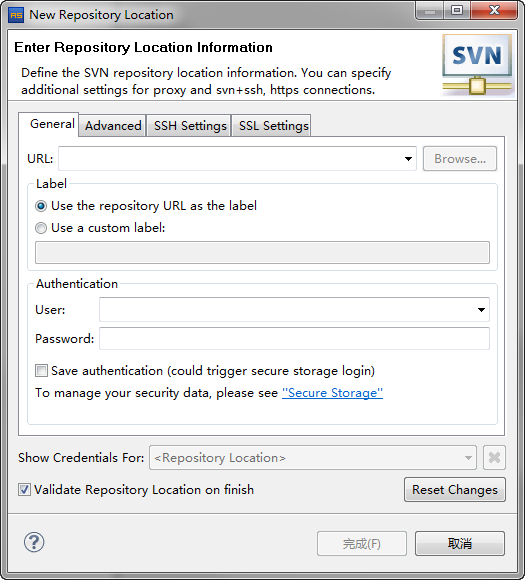 New Repository Location
Enter Repository Location Information
SVN
Define the SVN repository location information. You can specify
additional settings for proxy and svn+ssh, https connections.
General Advanced SSH Settings SSL Settings
URL: Browse...
Label
Use the repository URL as the label
Use a custom label:
Authentication
User:
Password:
Save authentication (could trigger secure storage login)
To manage your security data, please see "Secure Storage"
Show Credentials For: <Repository Location>
Validate Repository Location on finish Reset Changes
? 完成(F) 取消